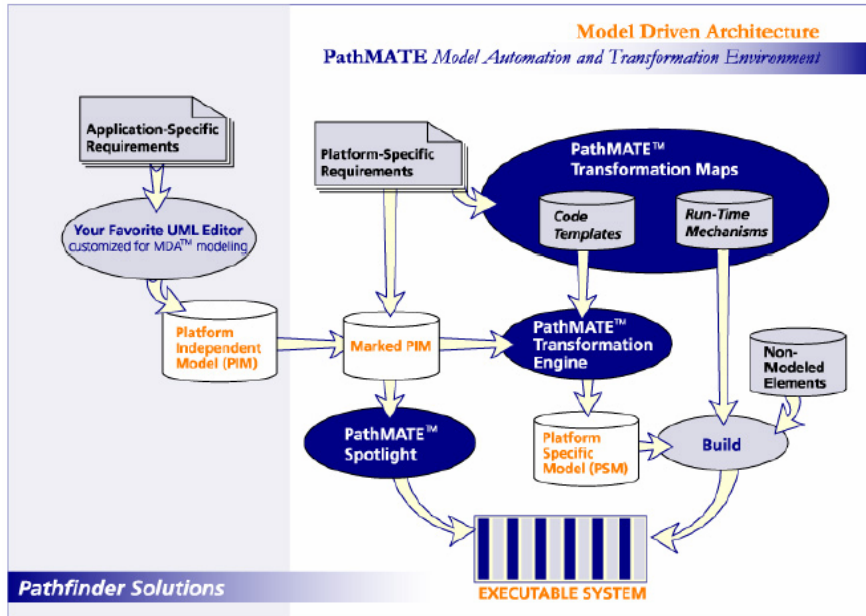 Model Driven Architecture
PathMATE Model Automation and Transformation Environment
Application-Specific
Requirements
Platform-Specific
Requirements
PathMATE™
Transformation Maps
Code
Templates
Run-Time
Mechanisms
Your Favorite UML Editor
customized for MDA™ modeling
Platform
Independent
Model (PIM)
Marked PIM
PathMATE™
Transformation
Engine
Non-
Modeled
Elements
PathMATE™
Spotlight
Platform
Specific
Model (PSM)
Build
EXECUTABLE SYSTEM
Pathfinder Solutions